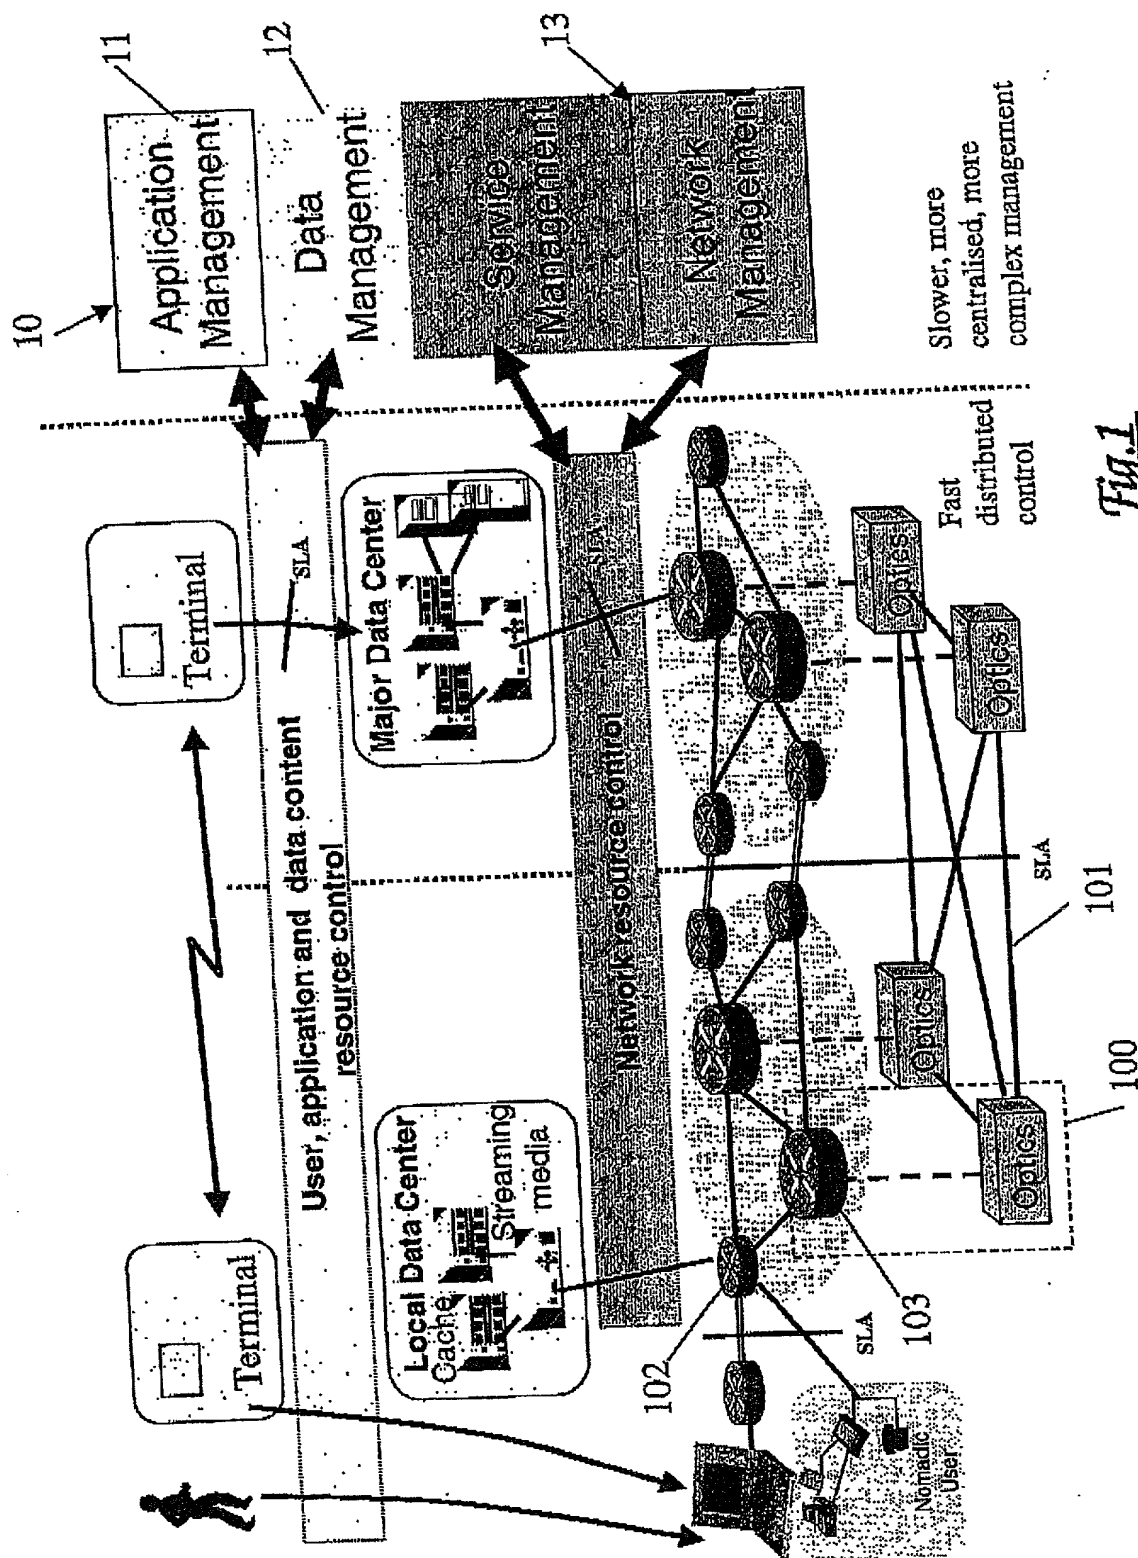 10
11
Application
Management
12
Data
Management
13
Service
Management
Network
Management
Slower, more
centralised, more
complex management
Terminal
Terminal
User, application and data content
resource control
SLA
Major Data Center
Local Data Center
Cache
Streaming
media
Network resource control
SLA
Optics
Optics
Optics
Optics
Fast
distributed
control
SLA
SLA
101
100
102
103
Nomadic
User
Fig.1